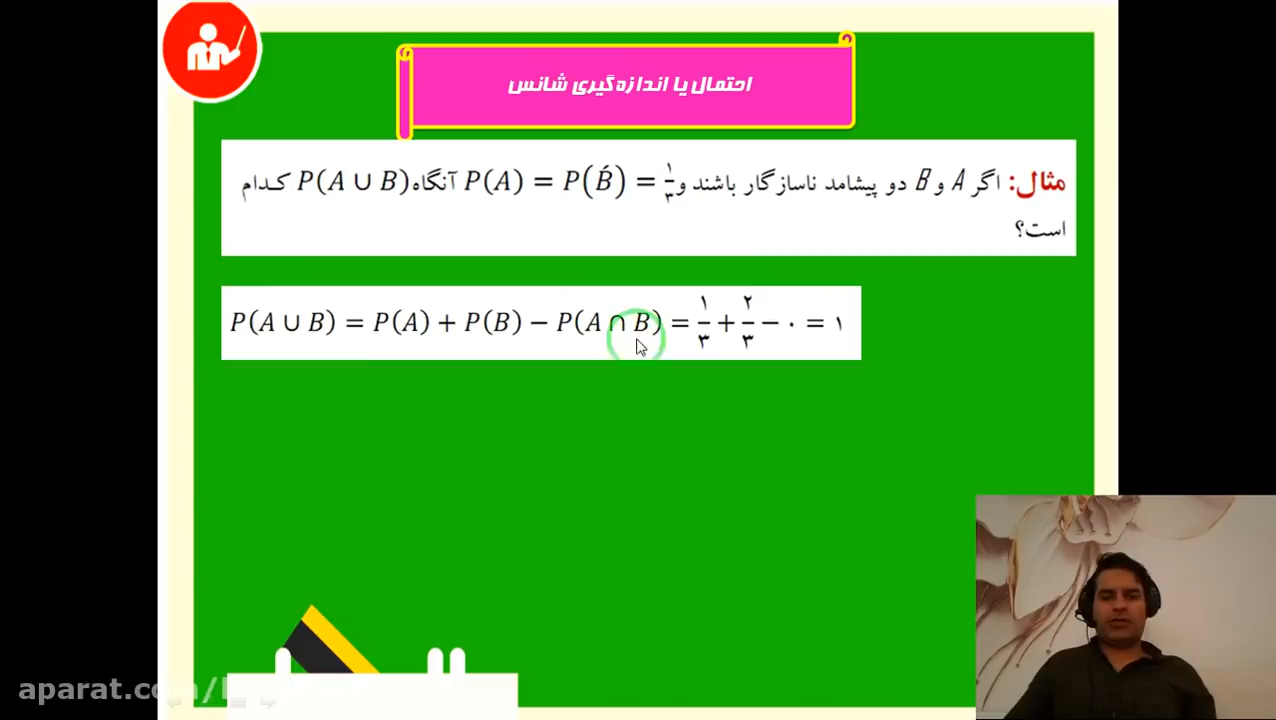 احتمال یا اندازه‌گیری شانس
مثال: اگر A و B دو پیشامد ناسازگار باشند و P(A) = P(B́) = ۱/۳ آنگاه P(A ∪ B) کدام
است؟
P(A ∪ B) = P(A) + P(B) − P(A ∩ B) = ۱/۳ + ۲/۳ − ۰ = ۱
aparat.com/